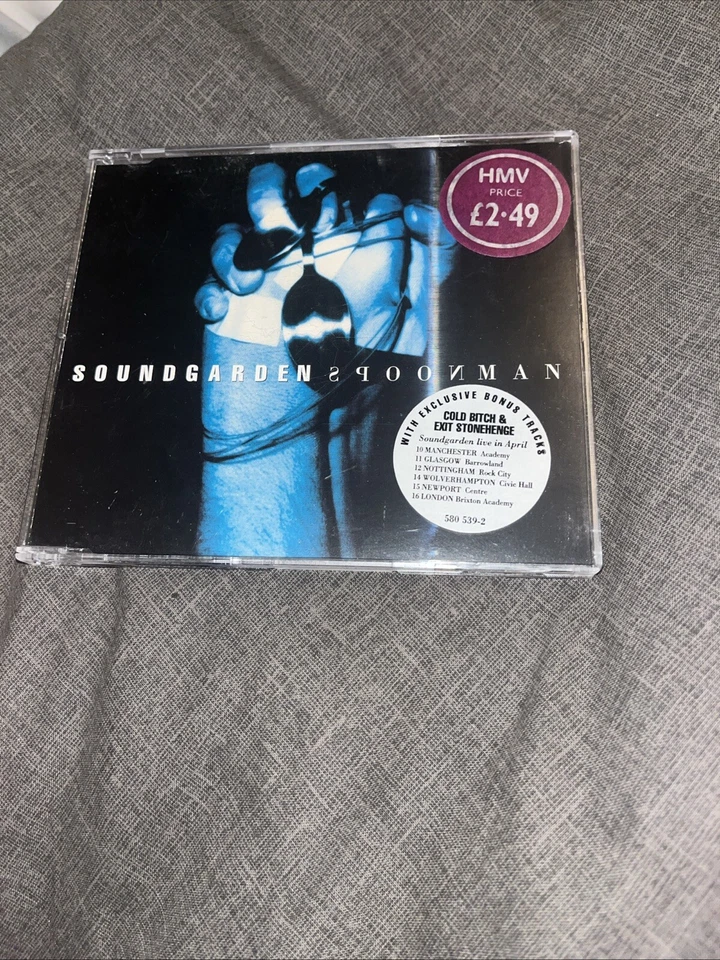 HMV
PRICE
£2·49
SOUNDGARDEN SPOONMAN
WITH EXCLUSIVE BONUS TRACKS
COLD BITCH &
EXIT STONEHENGE
Soundgarden live in April
10 MANCHESTER Academy
11 GLASGOW Barrowland
12 NOTTINGHAM Rock City
14 WOLVERHAMPTON Civic Hall
15 NEWPORT Centre
16 LONDON Brixton Academy
580 539-2